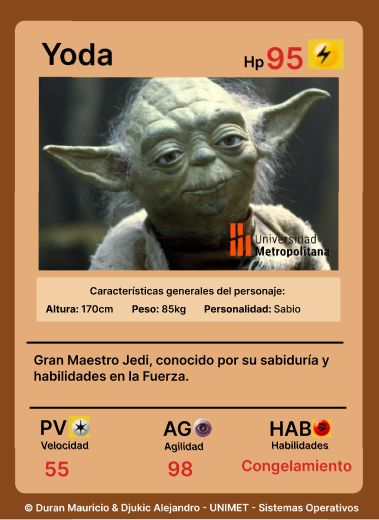 Yoda
Hp 95
Universidad
Metropolitana
Características generales del personaje:
Altura: 170cm Peso: 85kg Personalidad: Sabio
Gran Maestro Jedi, conocido por su sabiduría y
habilidades en la Fuerza.
PV AG HAB
Velocidad Agilidad Habilidades
55 98 Congelamiento
© Duran Mauricio & Djukic Alejandro - UNIMET - Sistemas Operativos